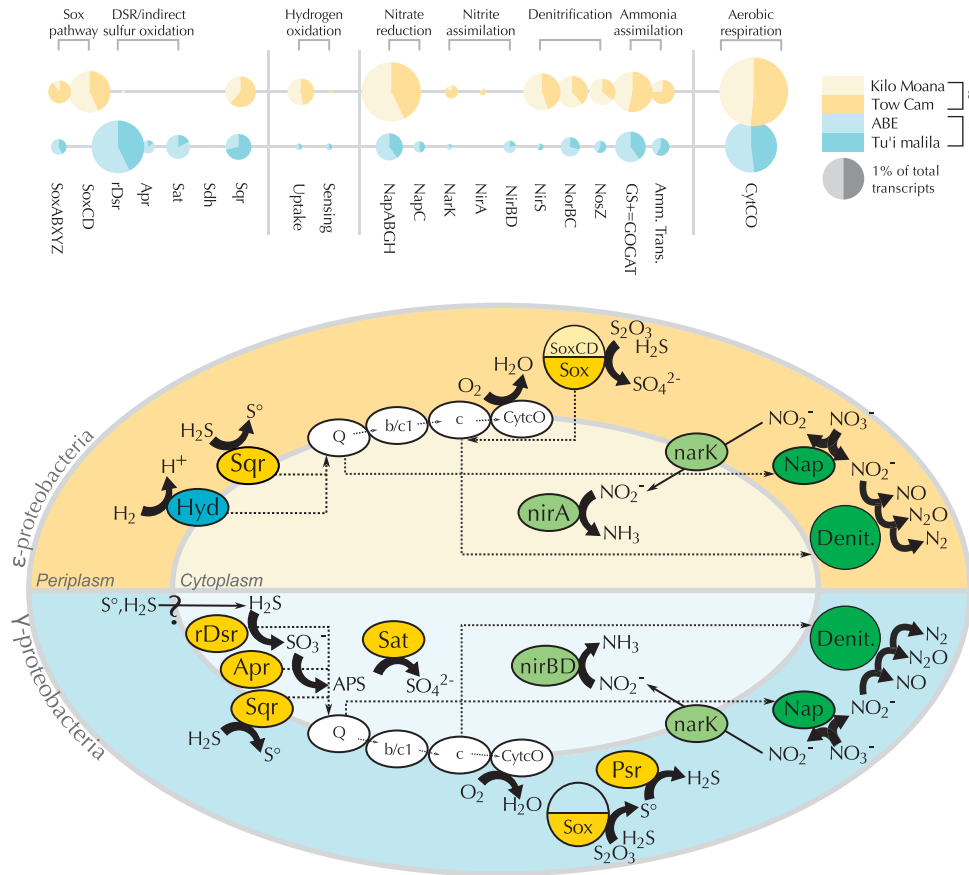 Sox
pathway
DSR/indirect
sulfur oxidation
Hydrogen
oxidation
Nitrate
reduction
Nitrite
assimilation
Denitrification
Ammonia
assimilation
Aerobic
respiration
Kilo Moana
Tow Cam
ABE
Tu'i malila
1% of total
transcripts
SoxABXYZ
SoxCD
rDsr
Apr
Sat
Sdh
Sqr
Uptake
Sensing
NapABGH
NapC
NarK
NirA
NirBD
NirS
NorBC
NosZ
GS+=GOGAT
Amm. Trans.
CytCO
ε-proteobacteria
S₂O₃
H₂S
SoxCD
Sox
SO₄²⁻
H₂O
O₂
S°
H₂S
Sqr
H⁺
H₂
Hyd
Q
b/c1
c
CytcO
NO₂⁻
NO₃⁻
narK
Nap
NO₂⁻
NO₂⁻
nirA
NH₃
NO
N₂O
N₂
Denit.
Periplasm
Cytoplasm
γ-proteobacteria
S°,H₂S
?
H₂S
rDsr
SO₃⁻
Apr
APS
Sat
SO₄²⁻
Sqr
H₂S
S°
Q
b/c1
c
CytcO
O₂
H₂O
nirBD
NH₃
NO₂⁻
Denit.
N₂
N₂O
NO
Nap
NO₂⁻
narK
NO₂⁻
NO₃⁻
Psr
H₂S
S°
Sox
H₂S
S₂O₃